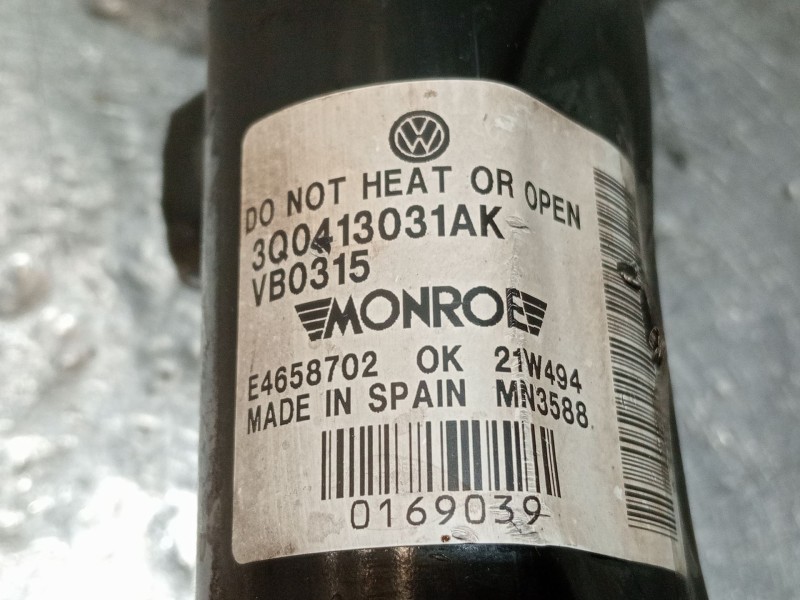 DO NOT HEAT OR OPEN
3Q0413031AK
VB0315
MONROE
E4658702 OK 21W494
MADE IN SPAIN MN3588
0169039